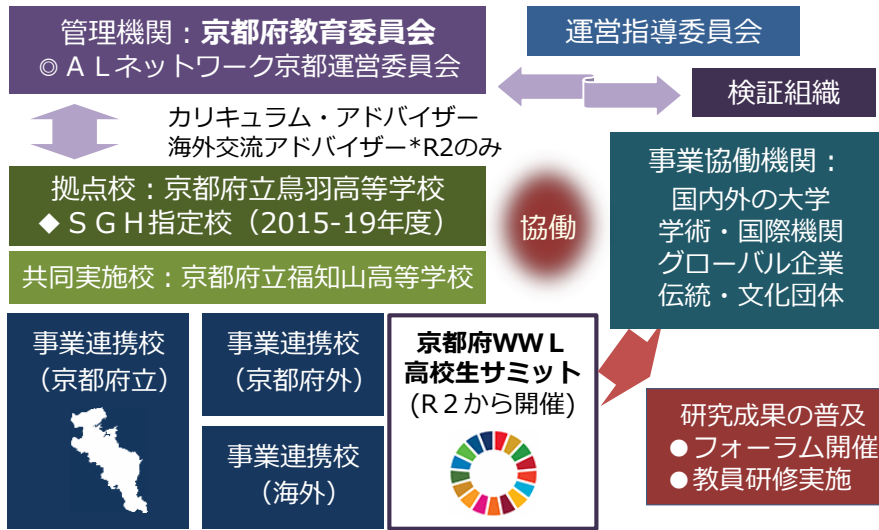 管理機関：京都府教育委員会
◎ＡＬネットワーク京都運営委員会
運営指導委員会
検証組織
カリキュラム・アドバイザー
海外交流アドバイザー*R2のみ
拠点校：京都府立鳥羽高等学校
◆ＳＧＨ指定校（2015-19年度）
共同実施校：京都府立福知山高等学校
協働
事業協働機関：
国内外の大学
学術・国際機関
グローバル企業
伝統・文化団体
事業連携校
（京都府立）
事業連携校
（京都府外）
事業連携校
（海外）
京都府WWＬ
高校生サミット
(R２から開催)
研究成果の普及
●フォーラム開催
●教員研修実施